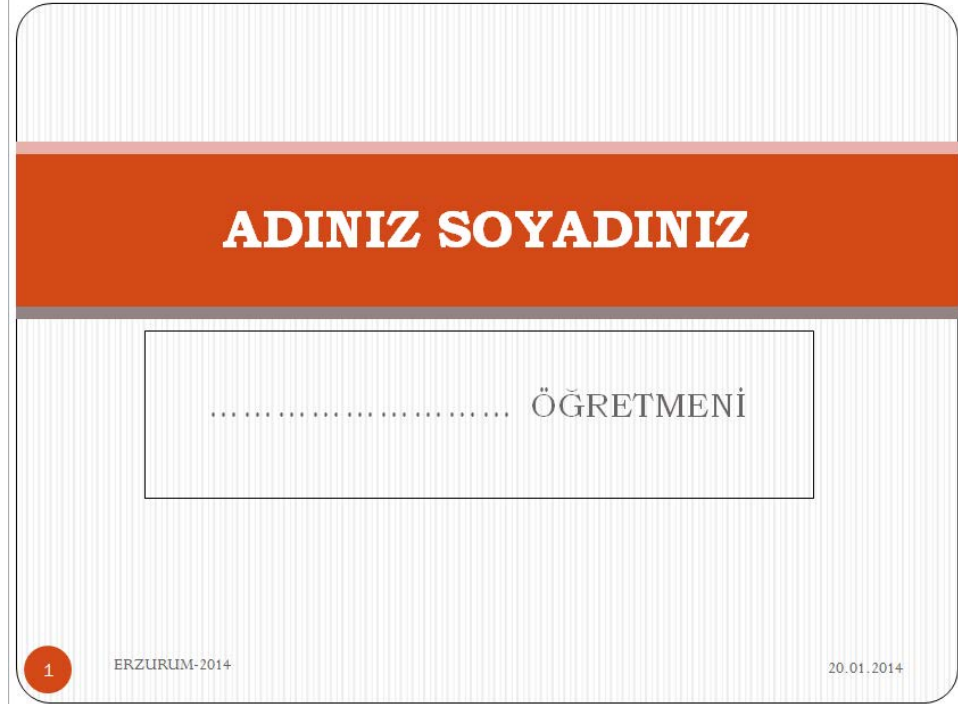 ADINIZ SOYADINIZ
………………………… ÖĞRETMENİ
1
ERZURUM-2014
20.01.2014